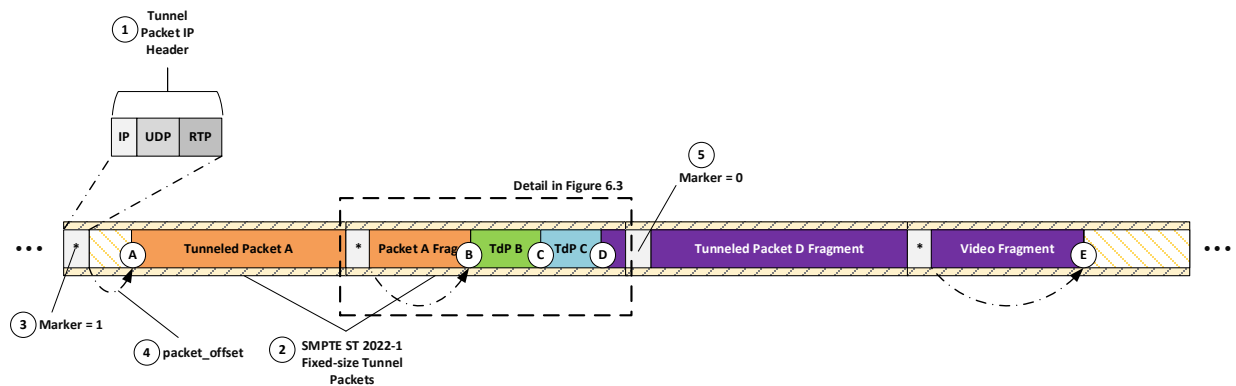 1
Tunnel
Packet IP
Header
IP UDP RTP
5
Marker = 0
Detail in Figure 6.3
••• * A Tunneled Packet A * Packet A Frag B TdP B C TdP C D Tunneled Packet D Fragment * Video Fragment E •••
3 Marker = 1
4 packet_offset
2 SMPTE ST 2022-1
Fixed-size Tunnel
Packets